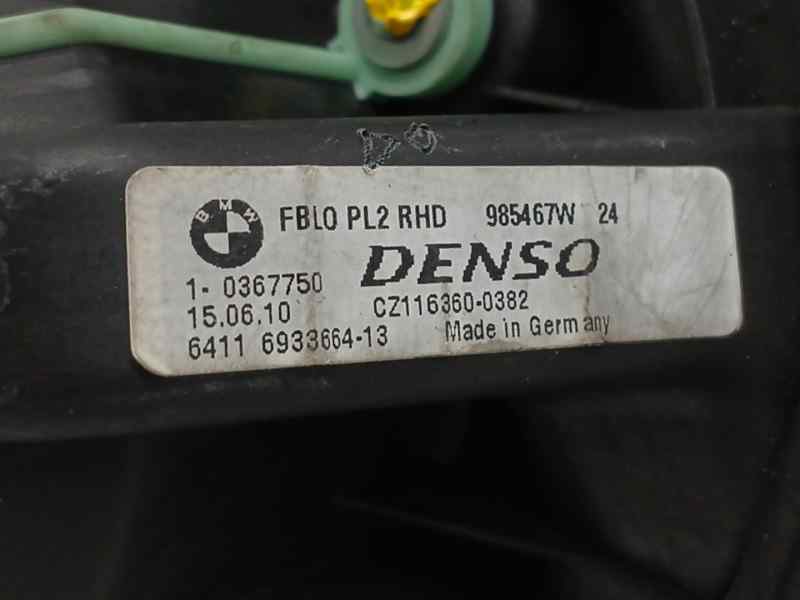 BMW
FBLO PL2 RHD 985467W 24
DENSO
1- 0367750
15.06.10 CZ116360-0382
6411 6933664-13 Made in Germany